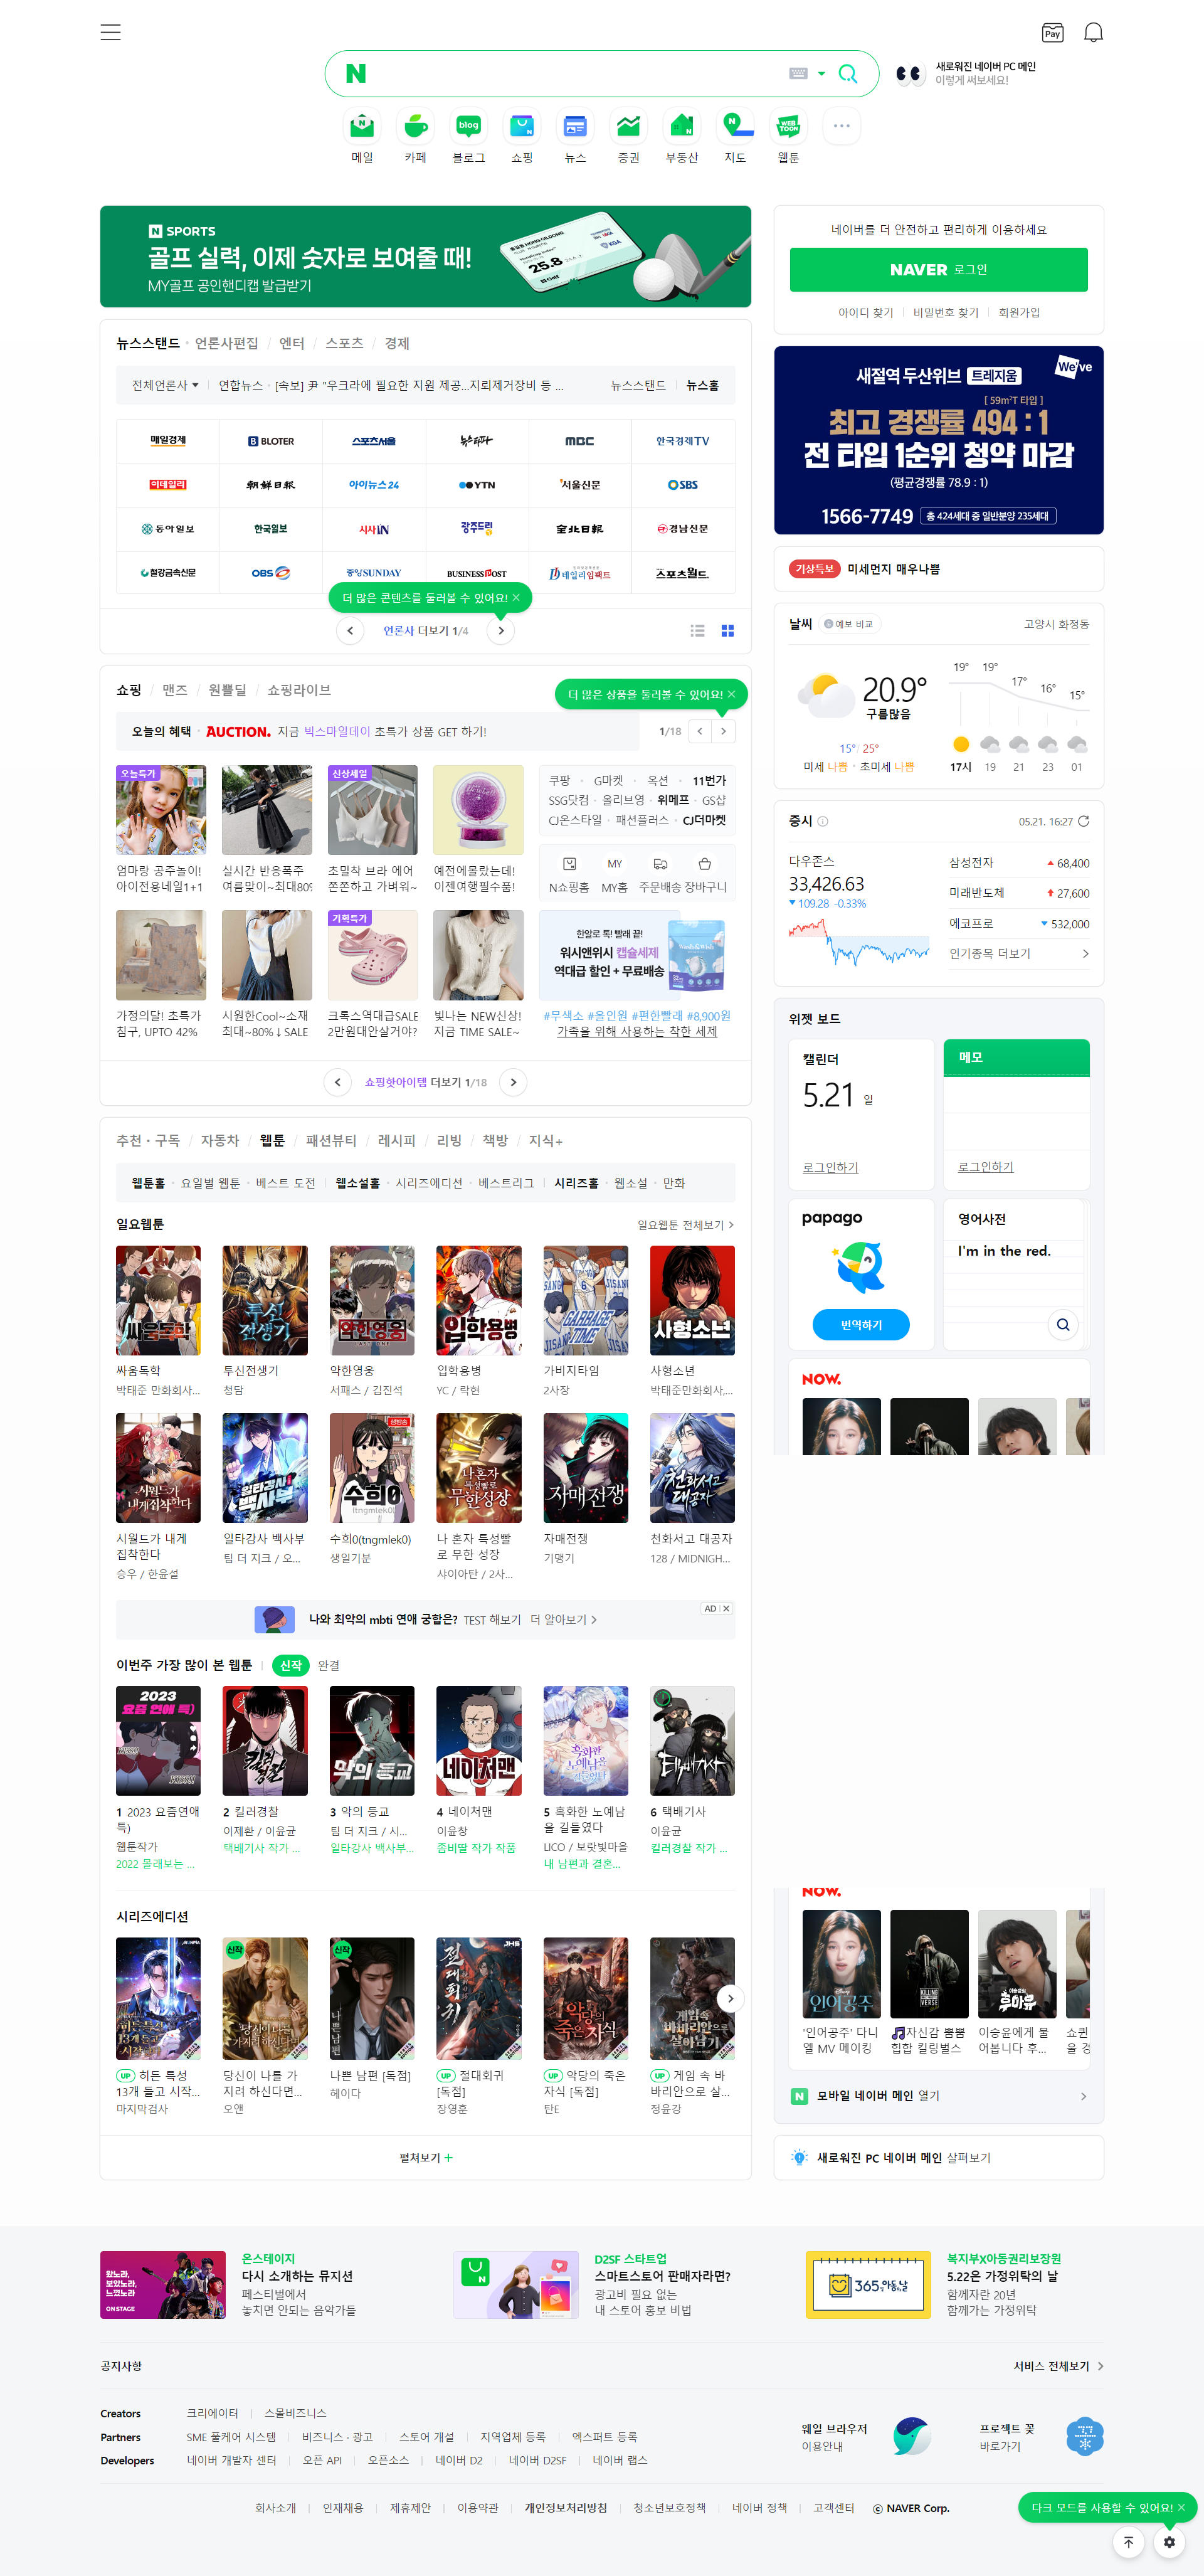 Pay
N
새로워진 네이버 PC 메인
이렇게 써보세요!
메일
카페
blog
블로그
쇼핑
뉴스
증권
부동산
지도
WEB TOON
웹툰
N SPORTS
골프 실력, 이제 숫자로 보여줄 때!
MY골프 공인핸디캡 발급받기
25.8
네이버를 더 안전하고 편리하게 이용하세요
NAVER 로그인
아이디 찾기
비밀번호 찾기
회원가입
뉴스스탠드 · 언론사편집 / 엔터 / 스포츠 / 경제
전체언론사
연합뉴스 · [속보] 尹 "우크라에 필요한 지원 제공...지뢰제거장비 등 ...
뉴스스탠드
뉴스홈
매일경제
BLOTER
스포츠서울
뉴스타파
MBC
한국경제TV
이데일리
朝鮮日報
아이뉴스24
YTN
서울신문
SBS
동아일보
한국일보
시사IN
광주드림
全北日報
경남신문
철강금속신문
OBS
중앙SUNDAY
BUSINESSPOST
데일리임팩트
스포츠월드
더 많은 콘텐츠를 둘러볼 수 있어요!
언론사 더보기 1/4
We've
새절역 두산위브 트레지움
[ 59m²T 타입 ]
최고 경쟁률 494 : 1
전 타입 1순위 청약 마감
(평균경쟁률 78.9 : 1)
1566-7749 총 424세대 중 일반분양 235세대
기상특보 미세먼지 매우나쁨
날씨
예보 비교
고양시 화정동
20.9°
구름많음
15°/ 25°
미세 나쁨 · 초미세 나쁨
19° 19° 17° 16° 15°
17시 19 21 23 01
쇼핑 / 맨즈 / 원쁠딜 / 쇼핑라이브
더 많은 상품을 둘러볼 수 있어요!
오늘의 혜택 · AUCTION. 지금 빅스마일데이 초특가 상품 GET 하기!
1/18
오늘특가
엄마랑 공주놀이!
아이전용네일1+1
실시간 반응폭주
여름맞이~최대80%
신상세일
초밀착 브라 에어
쫀쫀하고 가벼워~
예전에몰랐는데!
이젠여행필수품!
쿠팡 · G마켓 · 옥션 · 11번가
SSG닷컴 · 올리브영 · 위메프 · GS샵
CJ온스타일 · 패션플러스 · CJ더마켓
MY
N쇼핑홈
MY홈
주문배송
장바구니
가정의달! 초특가
침구, UPTO 42%
시원한Cool~소재
최대~80%↓SALE
기획특가
크록스역대급SALE
2만원대안살거야?
빛나는 NEW신상!
지금 TIME SALE~
한알로 톡! 빨래 끝!
워시앤위시 캡슐세제
역대급 할인 + 무료배송
#무색소 #올인원 #편한빨래 #8,900원
가족을 위해 사용하는 착한 세제
쇼핑핫아이템 더보기 1/18
증시
05.21. 16:27
다우존스
33,426.63
109.28 -0.33%
삼성전자 68,400
미래반도체 27,600
에코프로 532,000
인기종목 더보기
위젯 보드
캘린더
5.21 일
로그인하기
메모
로그인하기
papago
번역하기
영어사전
I'm in the red.
NOW.
추천 · 구독 / 자동차 / 웹툰 / 패션뷰티 / 레시피 / 리빙 / 책방 / 지식+
웹툰홈 · 요일별 웹툰 · 베스트 도전
웹소설홈 · 시리즈에디션 · 베스트리그
시리즈홈 · 웹소설 · 만화
일요웹툰
일요웹툰 전체보기
싸움독학
박태준 만화회사...
투신전생기
청담
약한영웅
서패스 / 김진석
입학용병
YC / 락현
GARBAGE TIME
가비지타임
2사장
사형소년
박태준만화회사,...
시월드가 내게
집착한다
승우 / 한윤설
일타강사 백사부
팀 더 지크 / 오...
수희0
(tngmlek0)
수희0(tngmlek0)
생일기분
나 혼자 특성빨
로 무한 성장
샤이아탄 / 2사...
자매전쟁
기맹기
천화서고 대공자
128 / MIDNIGH...
나와 최악의 mbti 연애 궁합은? TEST 해보기 더 알아보기
AD
이번주 가장 많이 본 웹툰
신작
완결
2023
요즘 연애 특)
1 2023 요즘연애
특)
웹툰작가
2022 몰래보는 ...
2 킬러경찰
이제환 / 이윤균
택배기사 작가 ...
3 악의 등교
팀 더 지크 / 시...
일타강사 백사부...
4 네이처맨
이윤창
좀비딸 작가 작품
5 흑화한 노예남
을 길들였다
LICO / 보랏빛마을
내 남편과 결혼...
6 택배기사
이윤균
킬러경찰 작가 ...
시리즈에디션
UP 히든 특성
13개 들고 시작...
마지막검사
신작
당신이 나를 가
지려 하신다면...
오앤
신작
나쁜 남편 [독점]
헤이다
JHS
UP 절대회귀
[독점]
장영훈
UP 악당의 죽은
자식 [독점]
탄E
UP 게임 속 바
바리안으로 살...
정윤강
펼쳐보기
NOW.
인어공주
'인어공주' 다니
엘 MV 메이킹
KILLING VERSE
자신감 뿜뿜
힙합 킬링벌스
이승윤에게 물
어봅니다 후...
쇼퀸
을 경
모바일 네이버 메인 열기
새로워진 PC 네이버 메인 살펴보기
왔노라,
보았노라,
느꼈노라
ON STAGE
온스테이지
다시 소개하는 뮤지션
페스티벌에서
놓치면 안되는 음악가들
D2SF 스타트업
스마트스토어 판매자라면?
광고비 필요 없는
내 스토어 홍보 비법
복지부X아동권리보장원
5.22은 가정위탁의 날
함께자란 20년
함께가는 가정위탁
공지사항
서비스 전체보기
Creators 크리에이터 스몰비즈니스
Partners SME 풀케어 시스템 비즈니스 · 광고 스토어 개설 지역업체 등록 엑스퍼트 등록
Developers 네이버 개발자 센터 오픈 API 오픈소스 네이버 D2 네이버 D2SF 네이버 랩스
웨일 브라우저
이용안내
프로젝트 꽃
바로가기
회사소개 인재채용 제휴제안 이용약관 개인정보처리방침 청소년보호정책 네이버 정책 고객센터 ⓒ NAVER Corp.
다크 모드를 사용할 수 있어요!